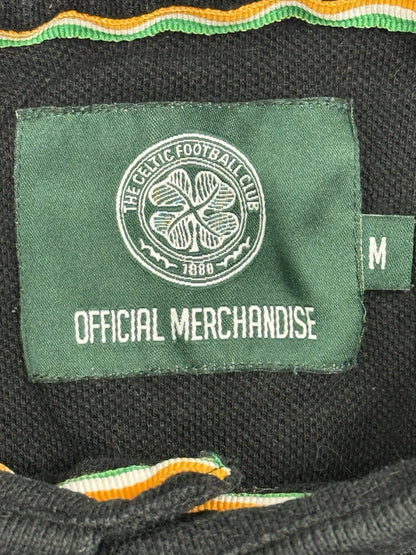 THE CELTIC FOOTBALL CLUB
1888
OFFICIAL MERCHANDISE
M